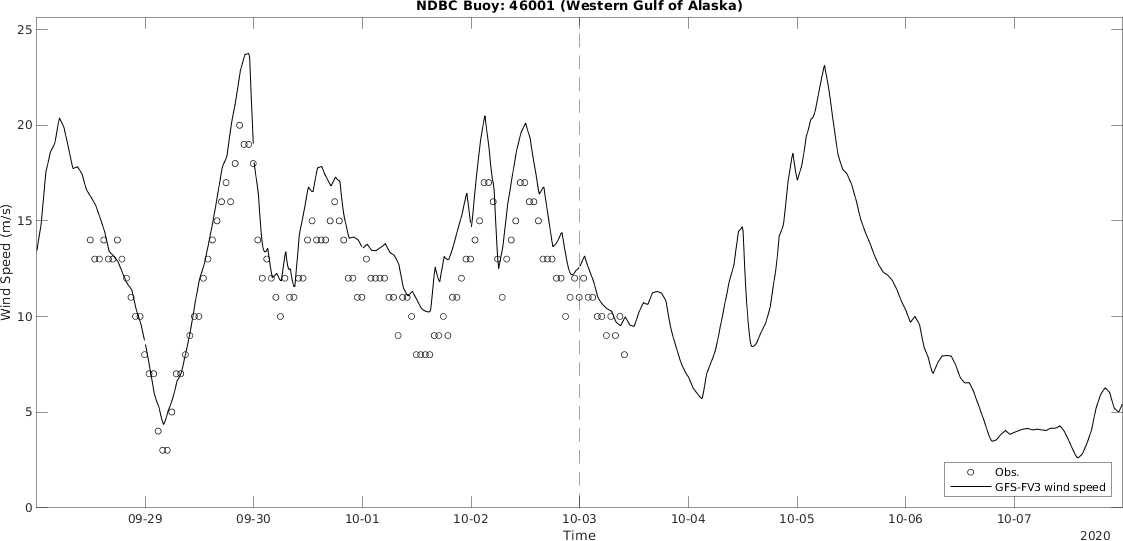 NDBC Buoy: 46001 (Western Gulf of Alaska)
25
20
15
10
5
0
Wind Speed (m/s)
Obs.
GFS-FV3 wind speed
09-29 09-30 10-01 10-02 10-03 10-04 10-05 10-06 10-07
Time
2020